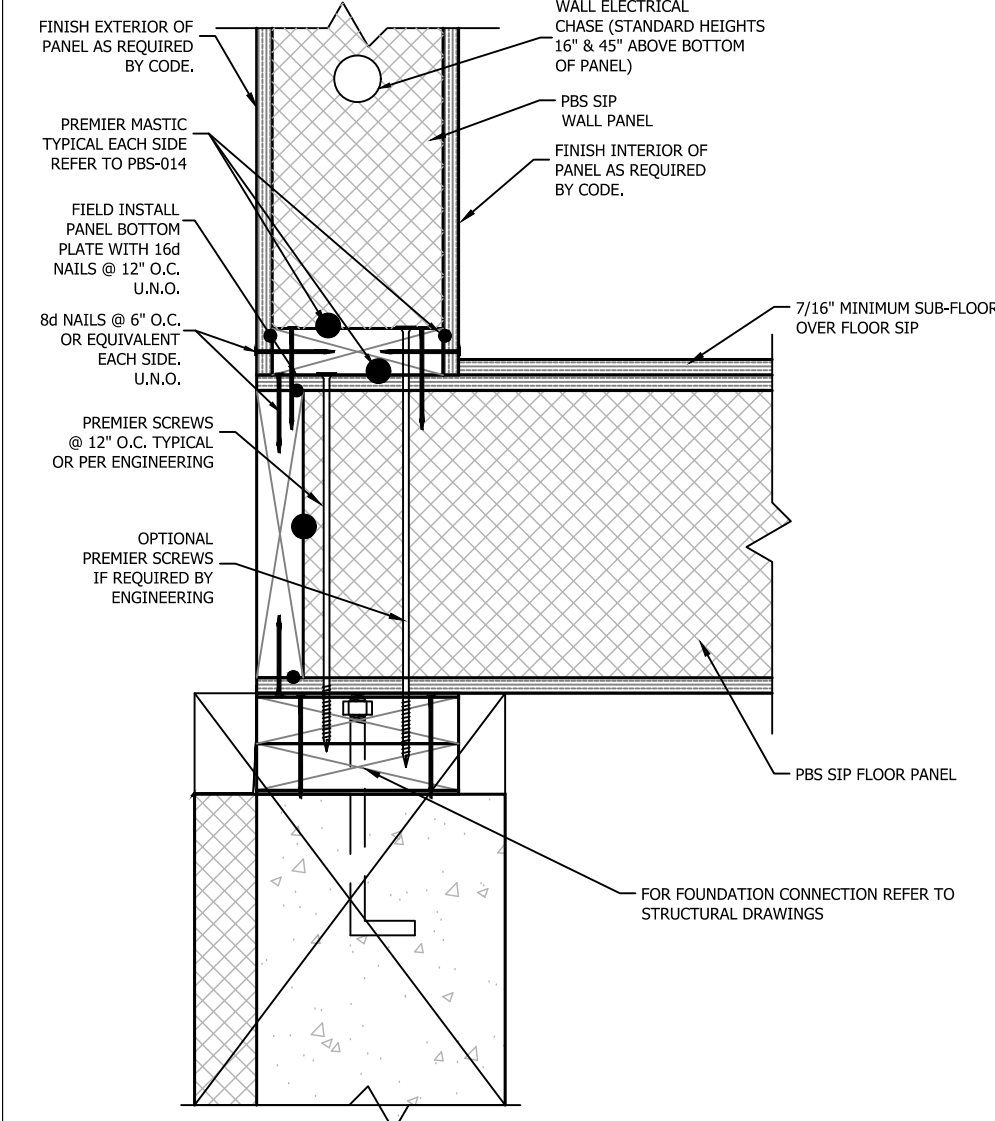 FINISH EXTERIOR OF
PANEL AS REQUIRED
BY CODE.
PREMIER MASTIC
TYPICAL EACH SIDE
REFER TO PBS-014
FIELD INSTALL
PANEL BOTTOM
PLATE WITH 16d
NAILS @ 12" O.C.
U.N.O.
8d NAILS @ 6" O.C.
OR EQUIVALENT
EACH SIDE.
U.N.O.
PREMIER SCREWS
@ 12" O.C. TYPICAL
OR PER ENGINEERING
OPTIONAL
PREMIER SCREWS
IF REQUIRED BY
ENGINEERING
WALL ELECTRICAL
CHASE (STANDARD HEIGHTS
16" & 45" ABOVE BOTTOM
OF PANEL)
PBS SIP
WALL PANEL
FINISH INTERIOR OF
PANEL AS REQUIRED
BY CODE.
7/16" MINIMUM SUB-FLOOR
OVER FLOOR SIP
PBS SIP FLOOR PANEL
FOR FOUNDATION CONNECTION REFER TO
STRUCTURAL DRAWINGS